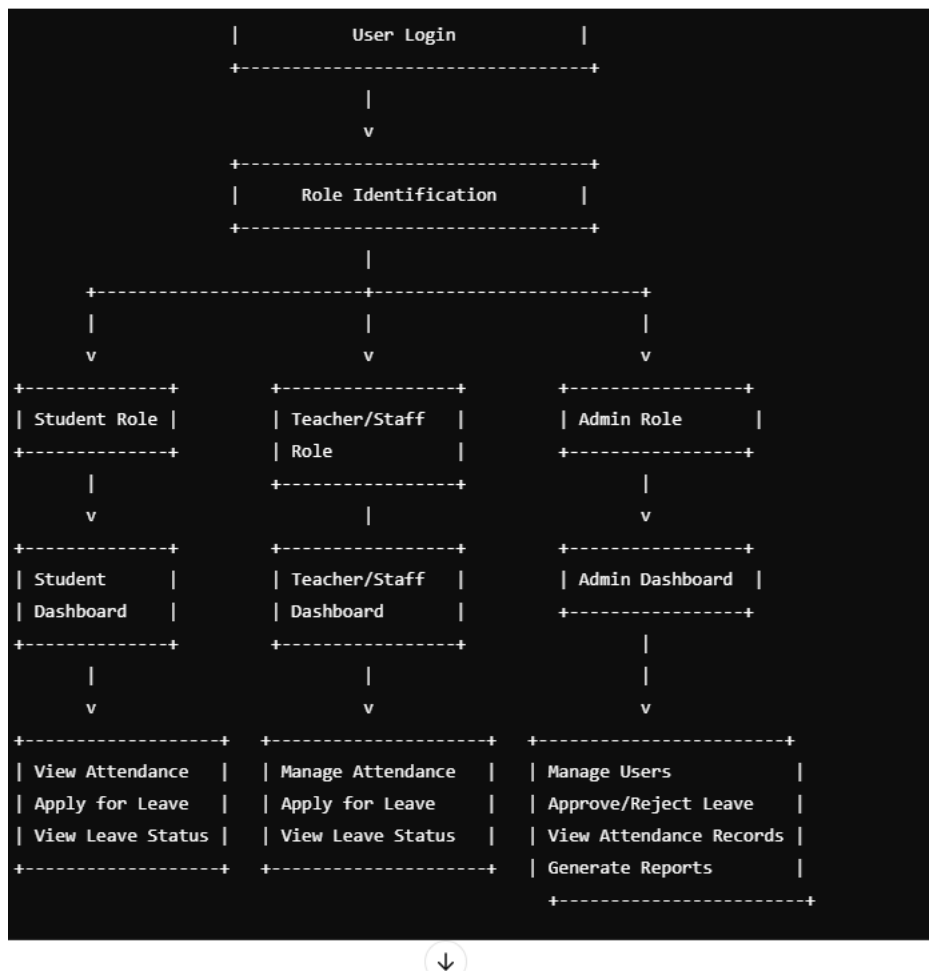 |           User Login            |
+----------------------------------+
|
v
+----------------------------------+
|      Role Identification        |
+----------------------------------+
|
+--------------------------+--------------------------+
|                          |                          |
v                          v                          v
+--------------+         +-----------------+         +-----------------+
| Student Role |         | Teacher/Staff   |         | Admin Role       |
+--------------+         | Role            |         +-----------------+
|                 +-----------------+                 |
v                          |                          v
+--------------+         +-----------------+         +-----------------+
| Student      |         | Teacher/Staff   |         | Admin Dashboard  |
| Dashboard    |         | Dashboard       |         +-----------------+
+--------------+         +-----------------+                 |
|                          |                          |
v                          v                          v
+-------------------+   +---------------------+   +------------------------+
| View Attendance   |   | Manage Attendance   |   | Manage Users            |
| Apply for Leave   |   | Apply for Leave     |   | Approve/Reject Leave    |
| View Leave Status |   | View Leave Status   |   | View Attendance Records |
+-------------------+   +---------------------+   | Generate Reports        |
+------------------------+